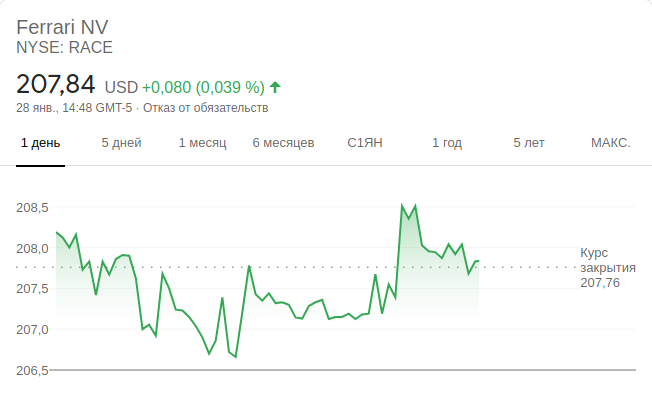 Ferrari NV
NYSE: RACE
207,84 USD +0,080 (0,039 %)
28 янв., 14:48 GMT-5 · Отказ от обязательств
1 день 5 дней 1 месяц 6 месяцев С1ЯН 1 год 5 лет МАКС.
208,5
208,0
207,5
207,0
206,5
Курс
закрытия
207,76